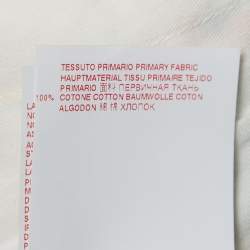 TESSUTO PRIMARIO PRIMARY FABRIC
HAUPTMATERIAL TISSU PRIMAIRE TEJIDO
PRIMARIO 面料 ПЕРВИЧНАЯ ТКАНЬ
100% COTONE COTTON BAUMWOLLE COTON
ALGODON 綿 棉 ХЛОПОК